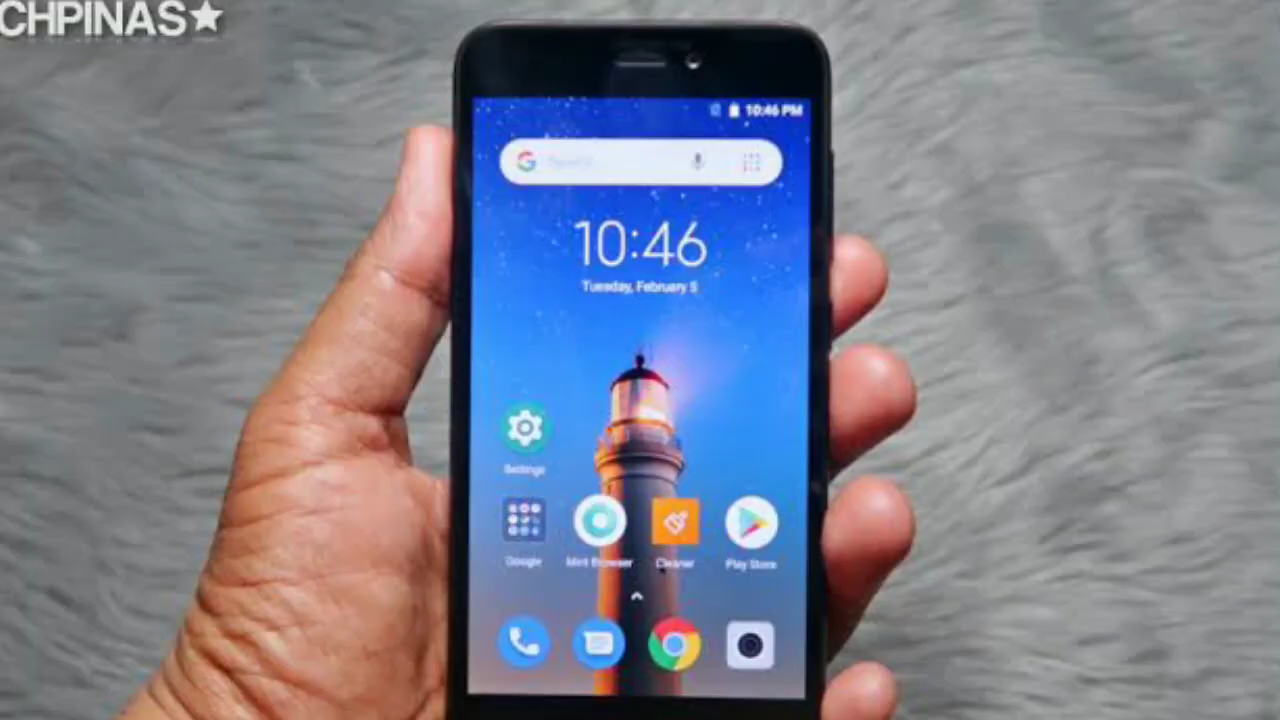 CHPINAS★
10:46 PM
10:46
Tuesday, February 5
Settings
Google
Mint Browser
Cleaner
Play Store